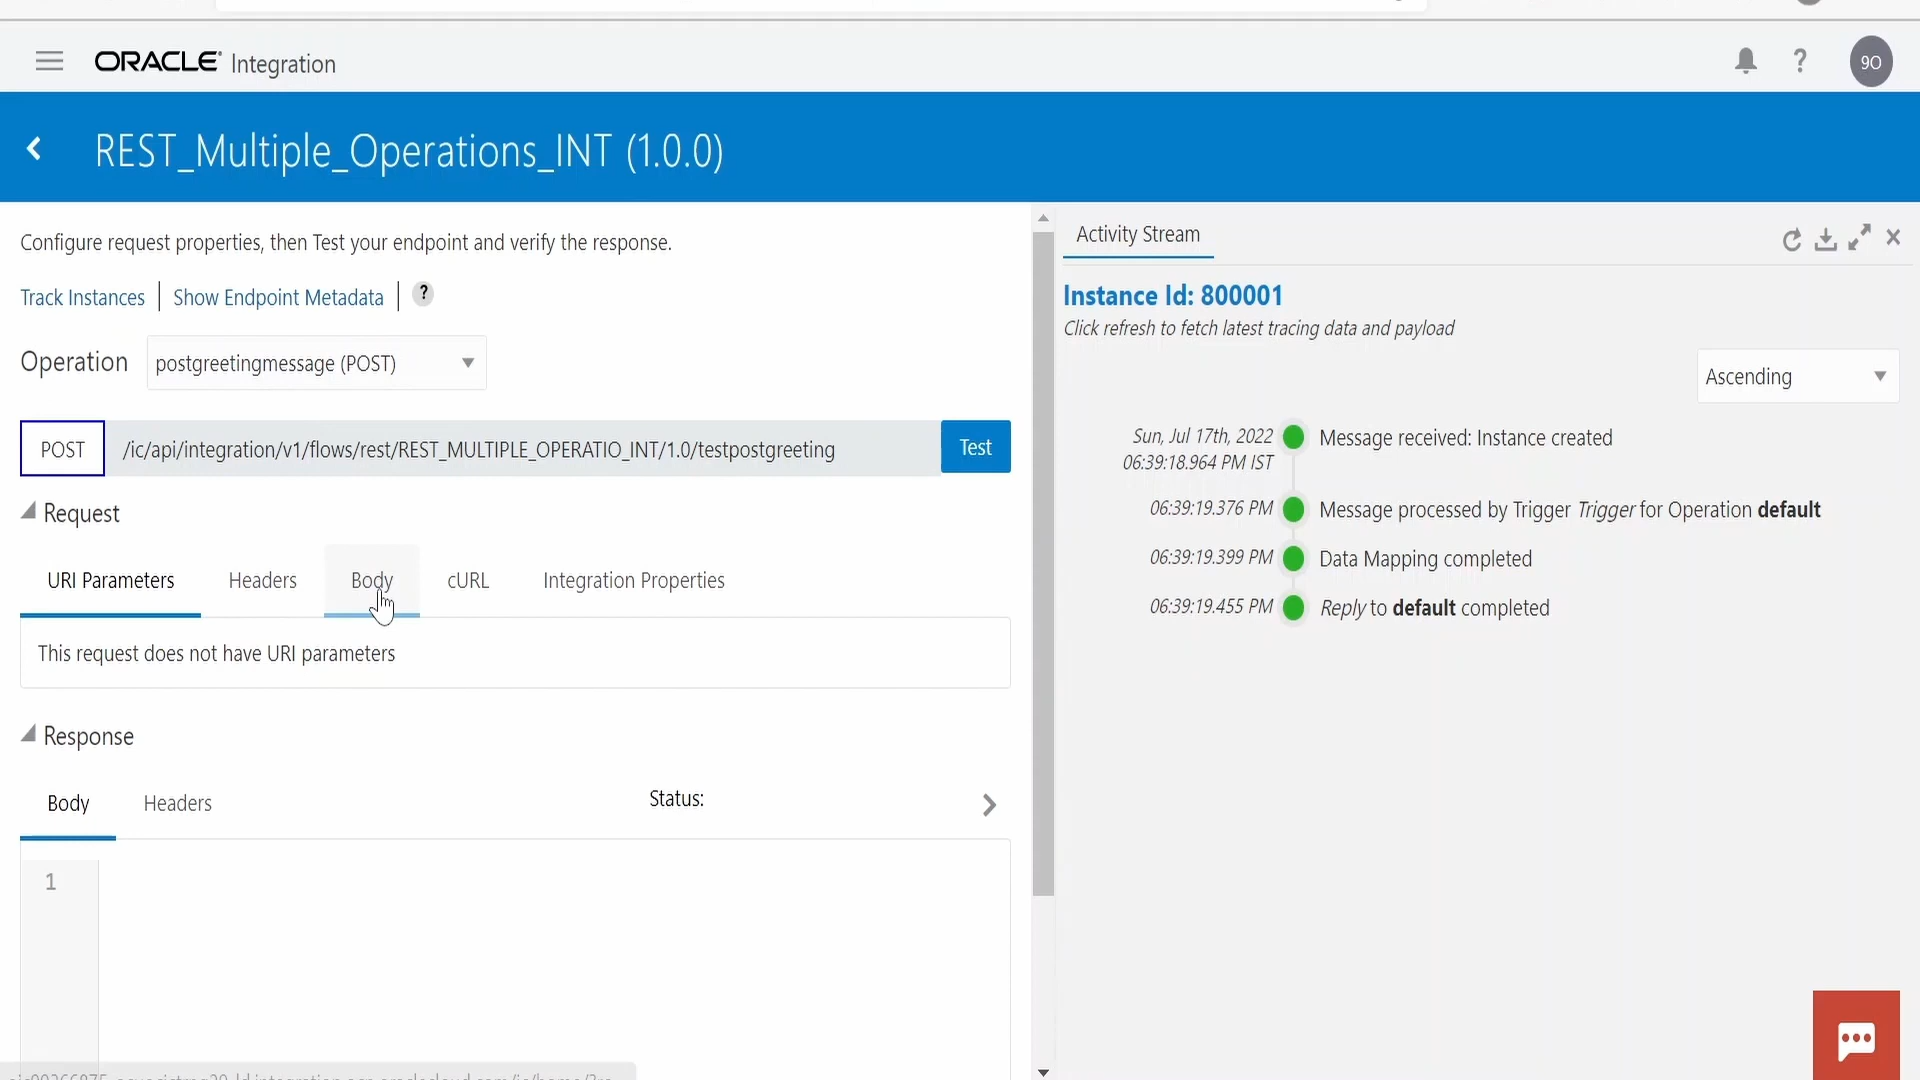 ORACLE Integration
9O
REST_Multiple_Operations_INT (1.0.0)
Configure request properties, then Test your endpoint and verify the response.
Track Instances | Show Endpoint Metadata | ?
Operation postgreetingmessage (POST)
POST /ic/api/integration/v1/flows/rest/REST_MULTIPLE_OPERATIO_INT/1.0/testpostgreeting Test
Request
URI Parameters Headers Body cURL Integration Properties
This request does not have URI parameters
Response
Body Headers Status:
1
Activity Stream
Instance Id: 800001
Click refresh to fetch latest tracing data and payload
Ascending
Sun, Jul 17th, 2022
06:39:18.964 PM IST Message received: Instance created
06:39:19.376 PM Message processed by Trigger Trigger for Operation default
06:39:19.399 PM Data Mapping completed
06:39:19.455 PM Reply to default completed